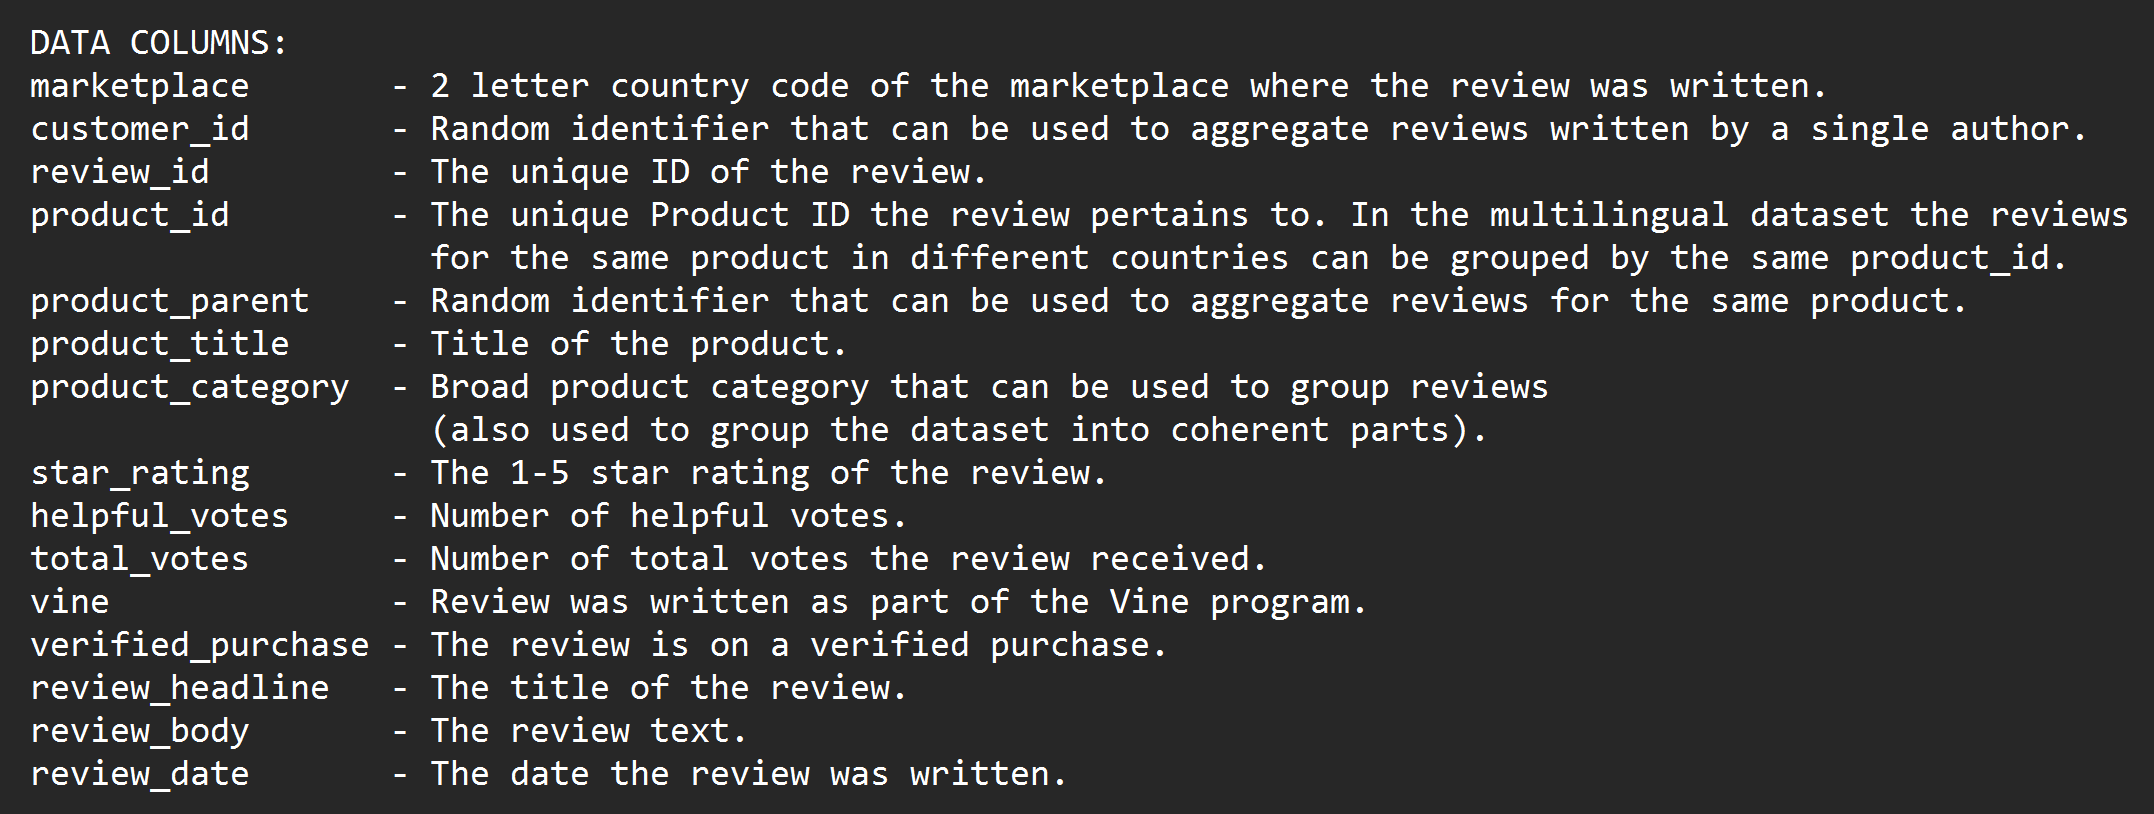 DATA COLUMNS:
marketplace       - 2 letter country code of the marketplace where the review was written.
customer_id       - Random identifier that can be used to aggregate reviews written by a single author.
review_id         - The unique ID of the review.
product_id        - The unique Product ID the review pertains to. In the multilingual dataset the reviews
                    for the same product in different countries can be grouped by the same product_id.
product_parent    - Random identifier that can be used to aggregate reviews for the same product.
product_title     - Title of the product.
product_category  - Broad product category that can be used to group reviews
                    (also used to group the dataset into coherent parts).
star_rating       - The 1-5 star rating of the review.
helpful_votes     - Number of helpful votes.
total_votes       - Number of total votes the review received.
vine              - Review was written as part of the Vine program.
verified_purchase - The review is on a verified purchase.
review_headline   - The title of the review.
review_body       - The review text.
review_date       - The date the review was written.